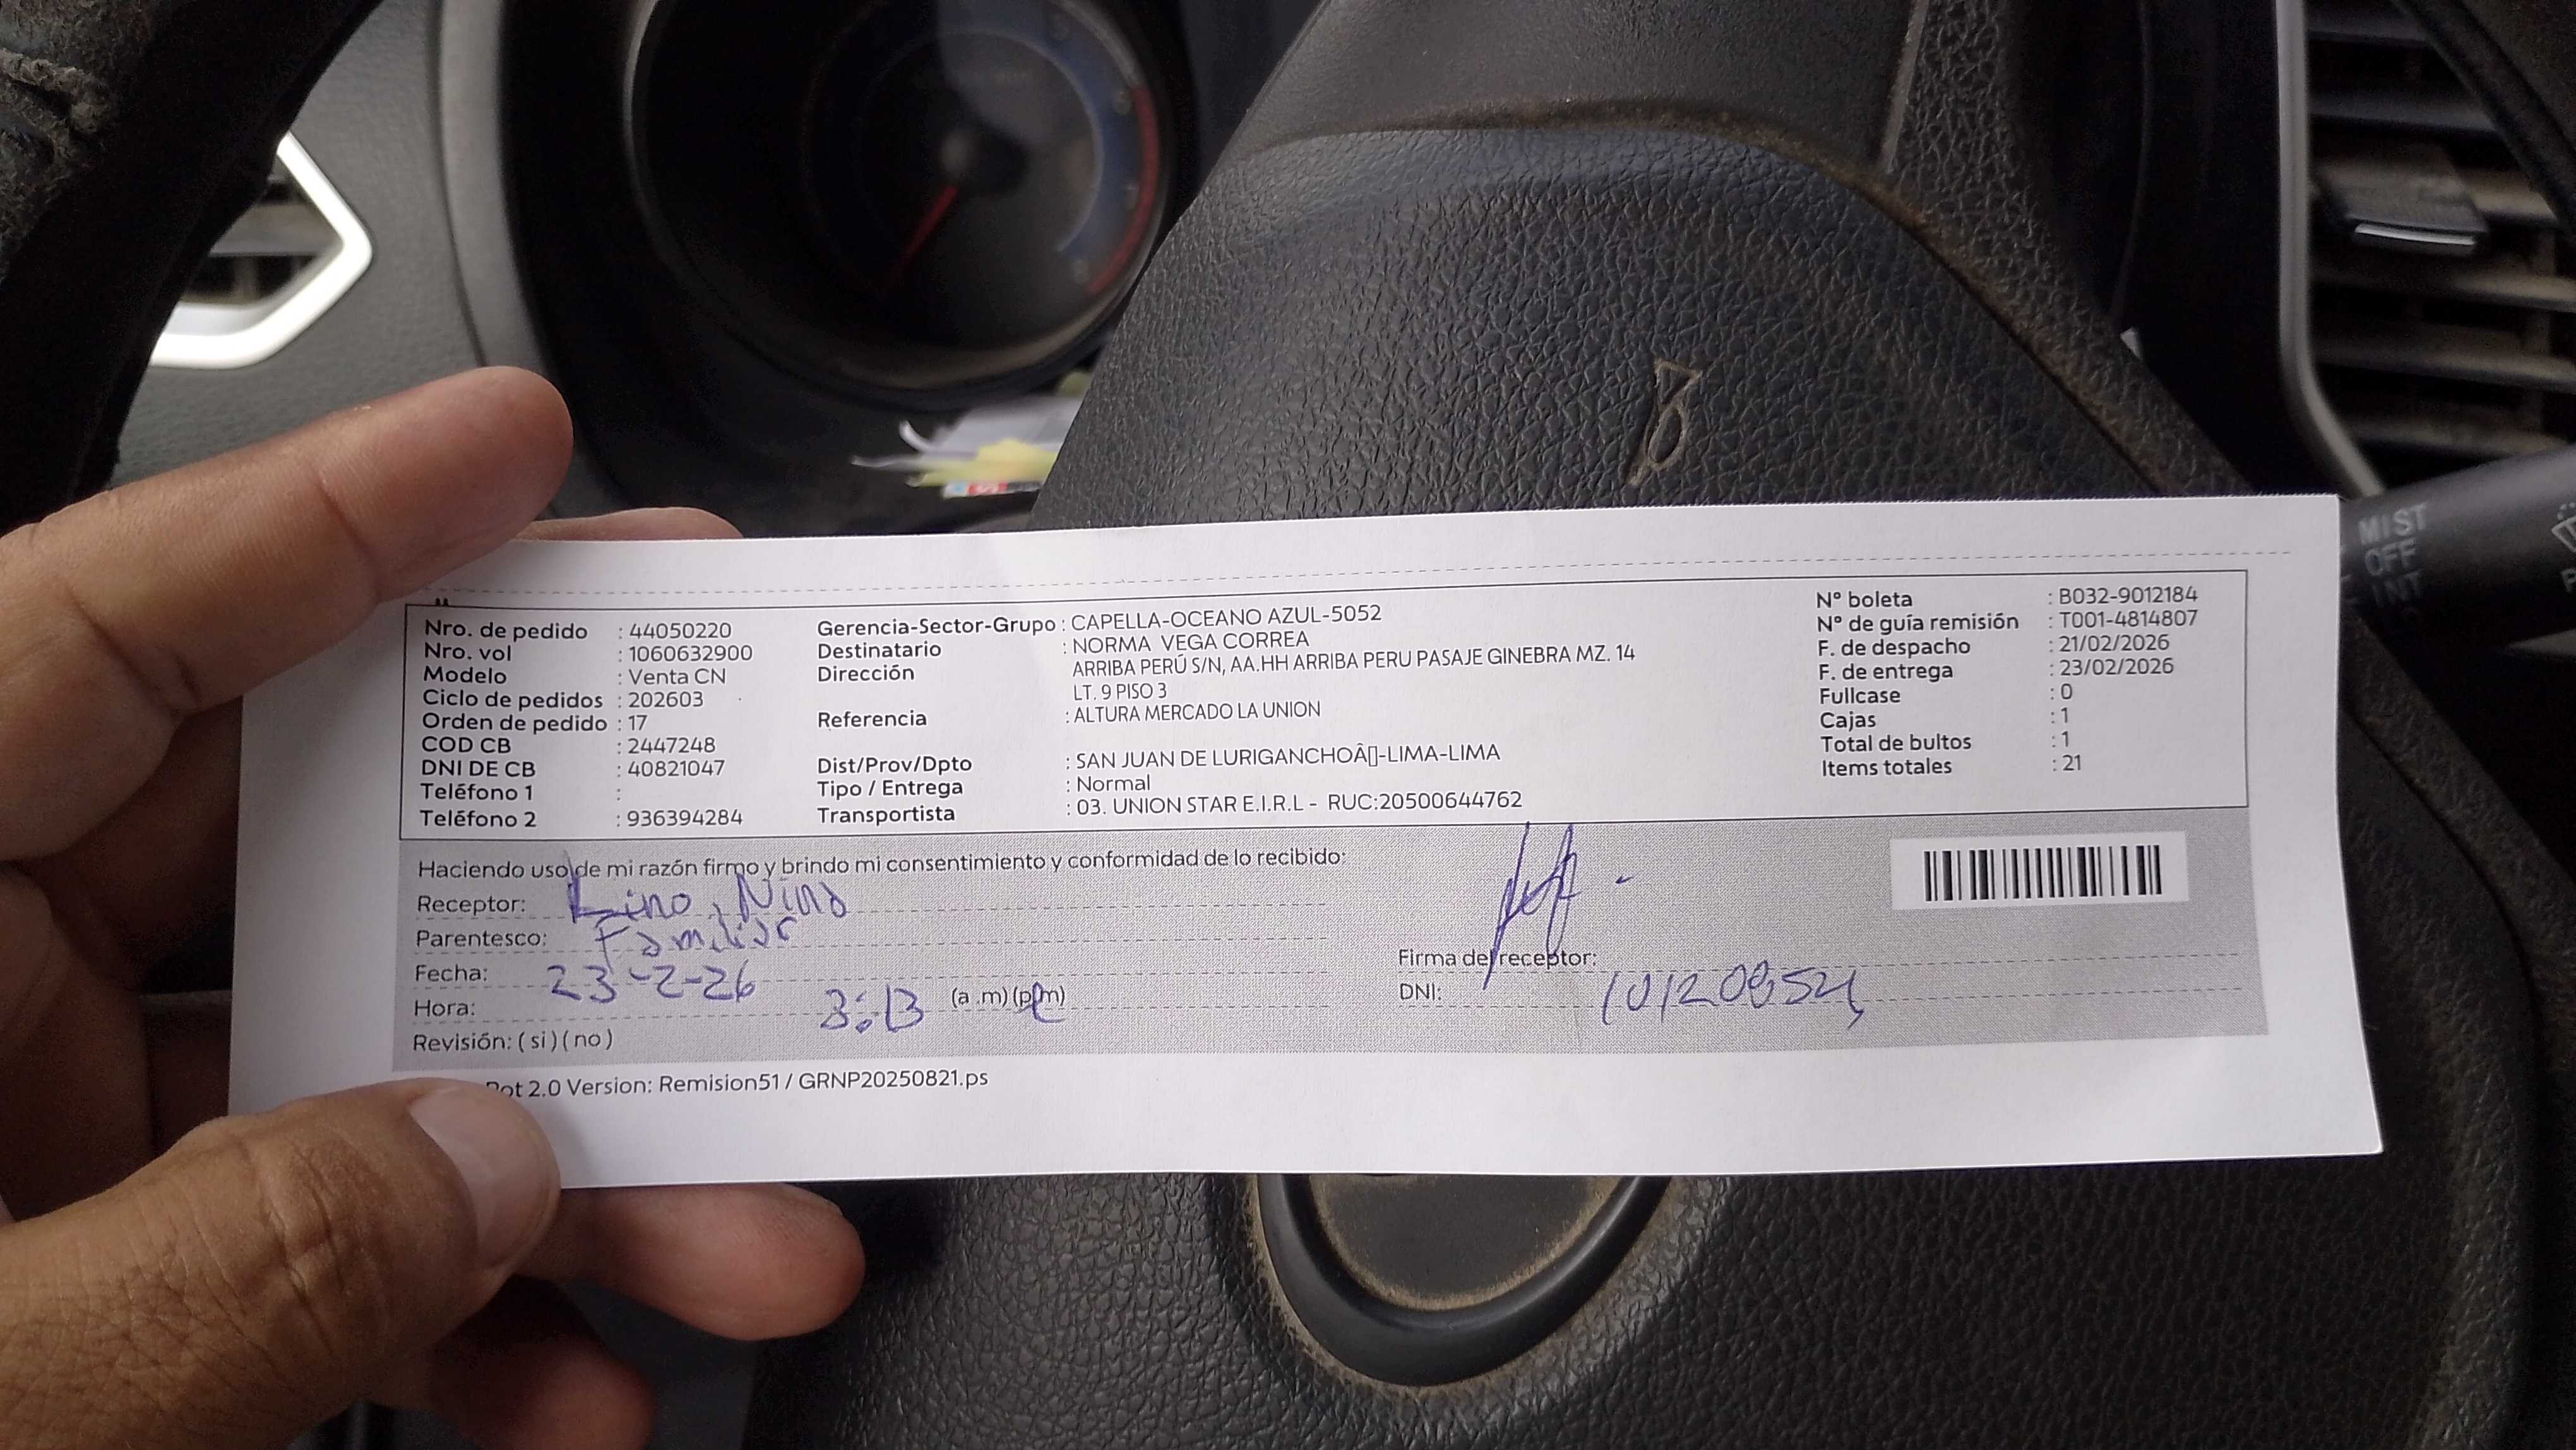 Nro. de pedido : 44050220
Nro. vol : 1060632900
Modelo : Venta CN
Ciclo de pedidos : 202603
Orden de pedido : 17
COD CB : 2447248
DNI DE CB : 40821047
Teléfono 1 :
Teléfono 2 : 936394284
Gerencia-Sector-Grupo : CAPELLA-OCEANO AZUL-5052
Destinatario : NORMA VEGA CORREA
Dirección ARRIBA PERÚ S/N, AA.HH ARRIBA PERU PASAJE GINEBRA MZ. 14
LT. 9 PISO 3
Referencia : ALTURA MERCADO LA UNION
Dist/Prov/Dpto : SAN JUAN DE LURIGANCHOÂ▯-LIMA-LIMA
Tipo / Entrega : Normal
Transportista : 03. UNION STAR E.I.R.L - RUC:20500644762
N° boleta : B032-9012184
N° de guía remisión : T001-4814807
F. de despacho : 21/02/2026
F. de entrega : 23/02/2026
Fullcase : 0
Cajas : 1
Total de bultos : 1
Items totales : 21
Haciendo uso de mi razón firmo y brindo mi consentimiento y conformidad de lo recibido:
Receptor: Lino, Nino
Parentesco: Familiar
Fecha: 23-2-26
Hora: 3:13 (a .m) (p.m)
Revisión: ( si ) ( no )
Firma del receptor:
DNI:
2.0 Version: Remision51 / GRNP20250821.ps
MIST
OFF
INT